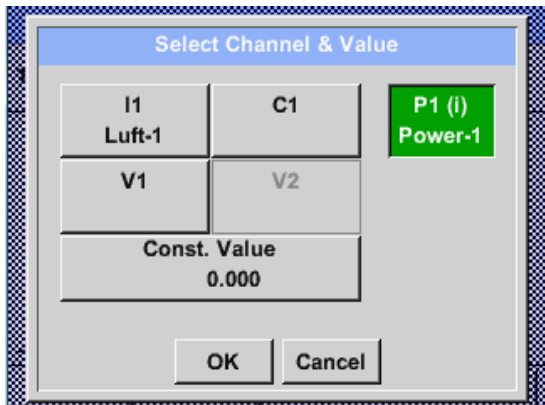 Select Channel & Value
I1
Luft-1
C1
P1 (i)
Power-1
V1
V2
Const. Value
0.000
OK
Cancel